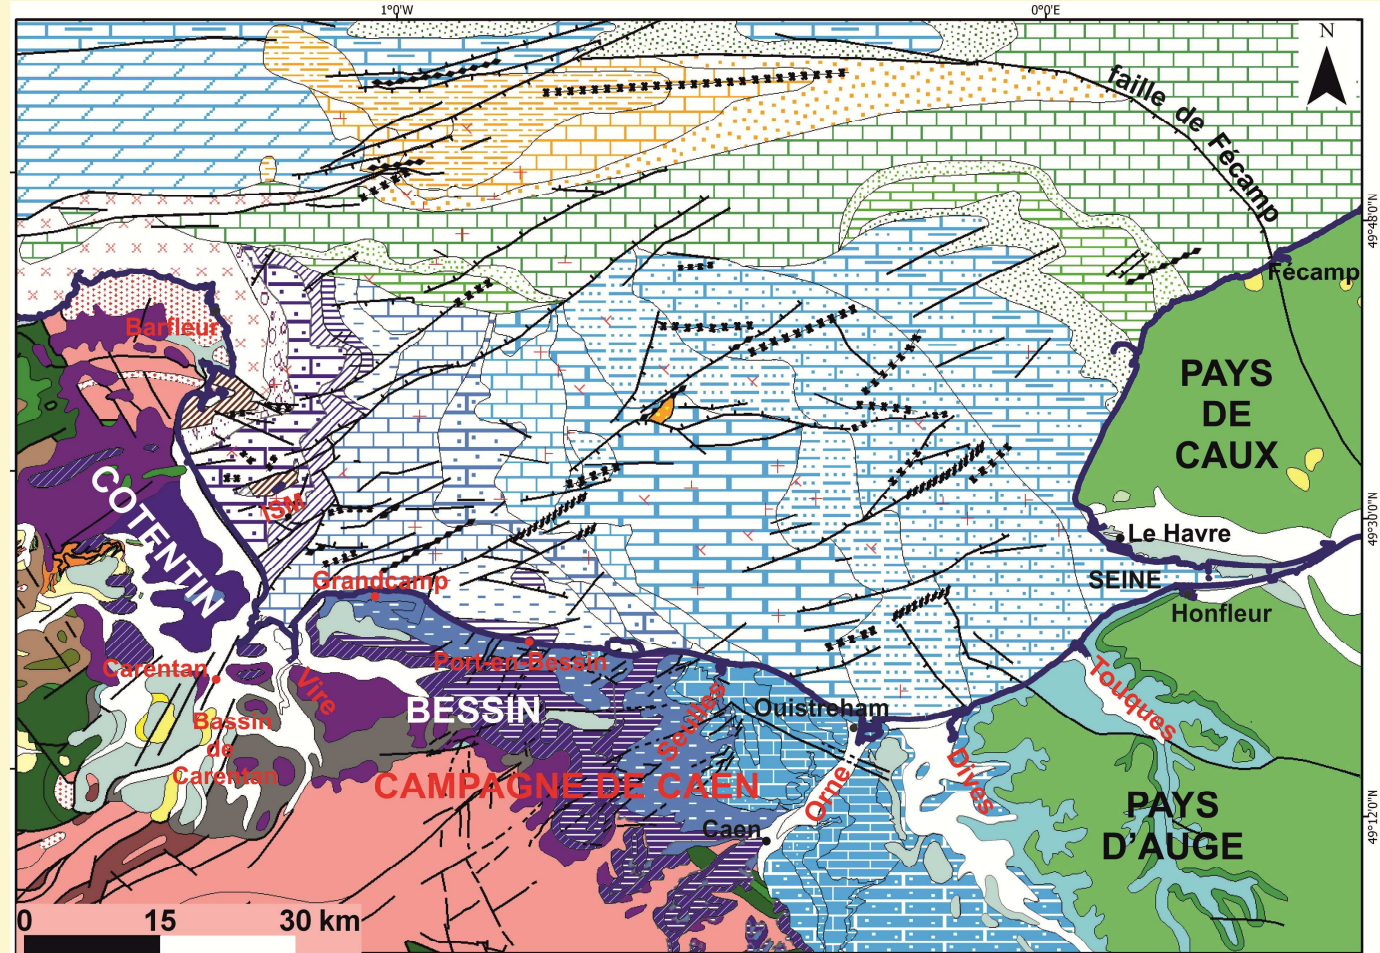 1°0'W
0°0'E
N
faille de Fécamp
49°48'0"N
Fécamp
Barfleur
PAYS
DE
CAUX
COTENTIN
ISM
49°30'0"N
Le Havre
SEINE
Grandcamp
Honfleur
Carentan
Vire
Port-en-Bessin
Touques
BESSIN
Seulles
Ouistreham
Bassin
de
Carentan
CAMPAGNE DE CAEN
Orne
Dives
PAYS
D'AUGE
49°12'0"N
Caen
0 15 30 km